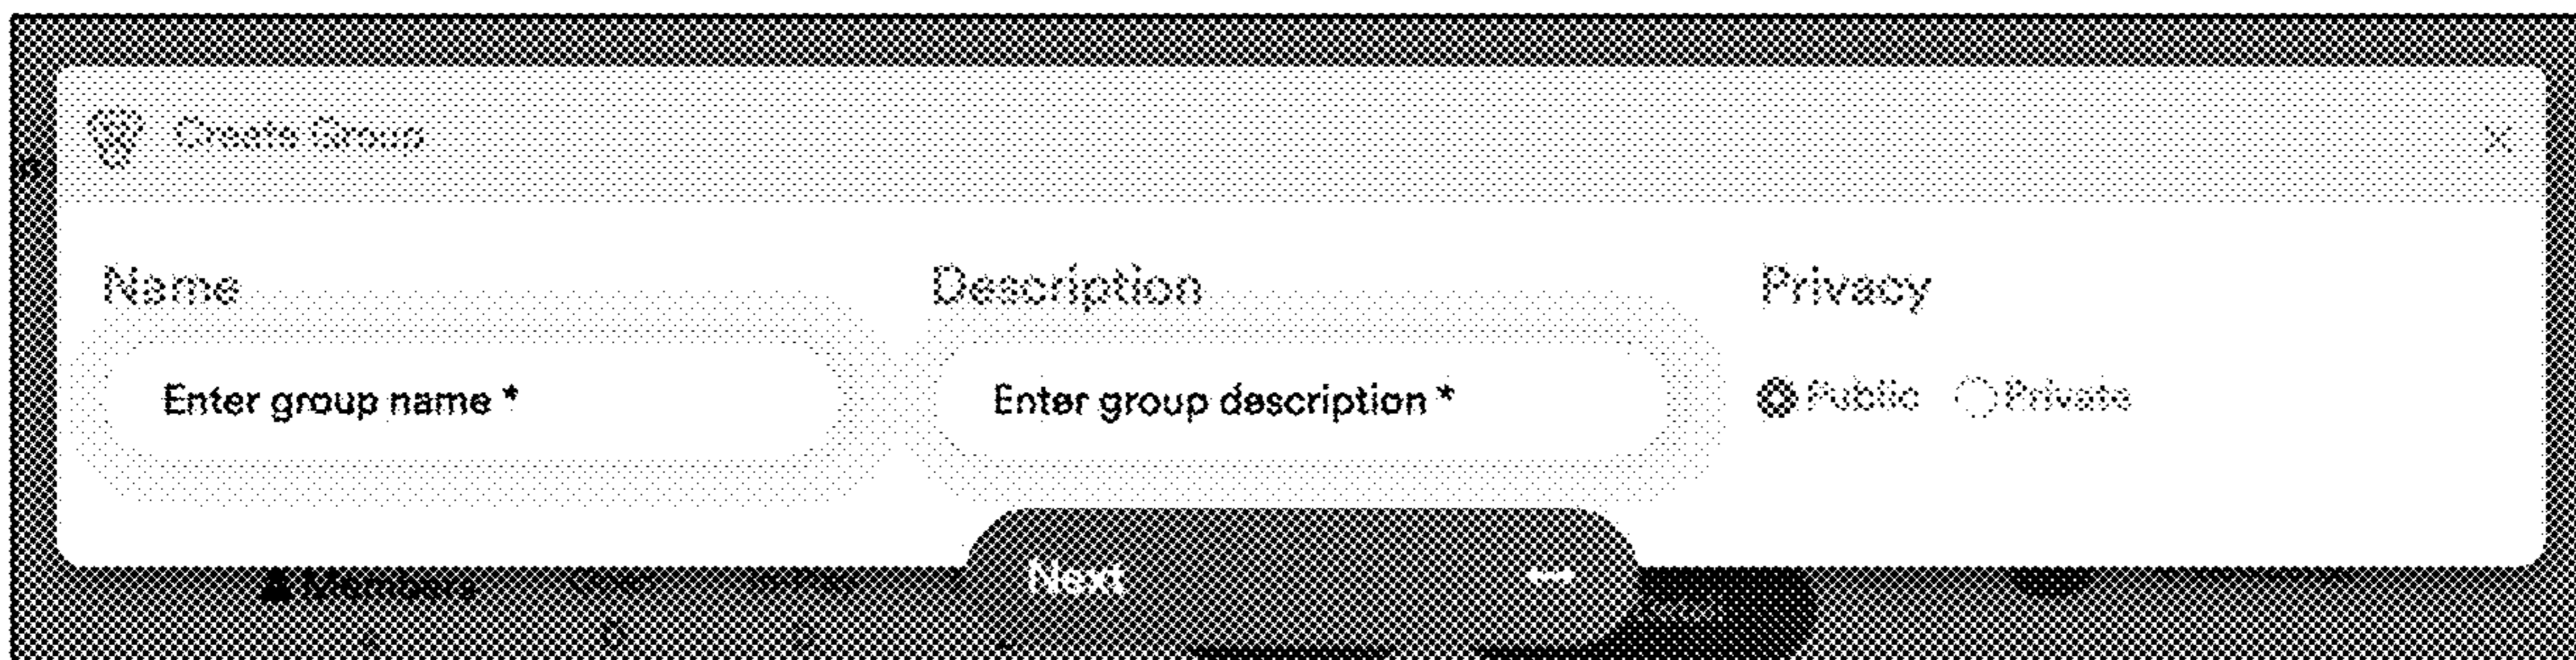 Create Group
Name Description Privacy
Enter group name * Enter group description * Public Private
Next
Members